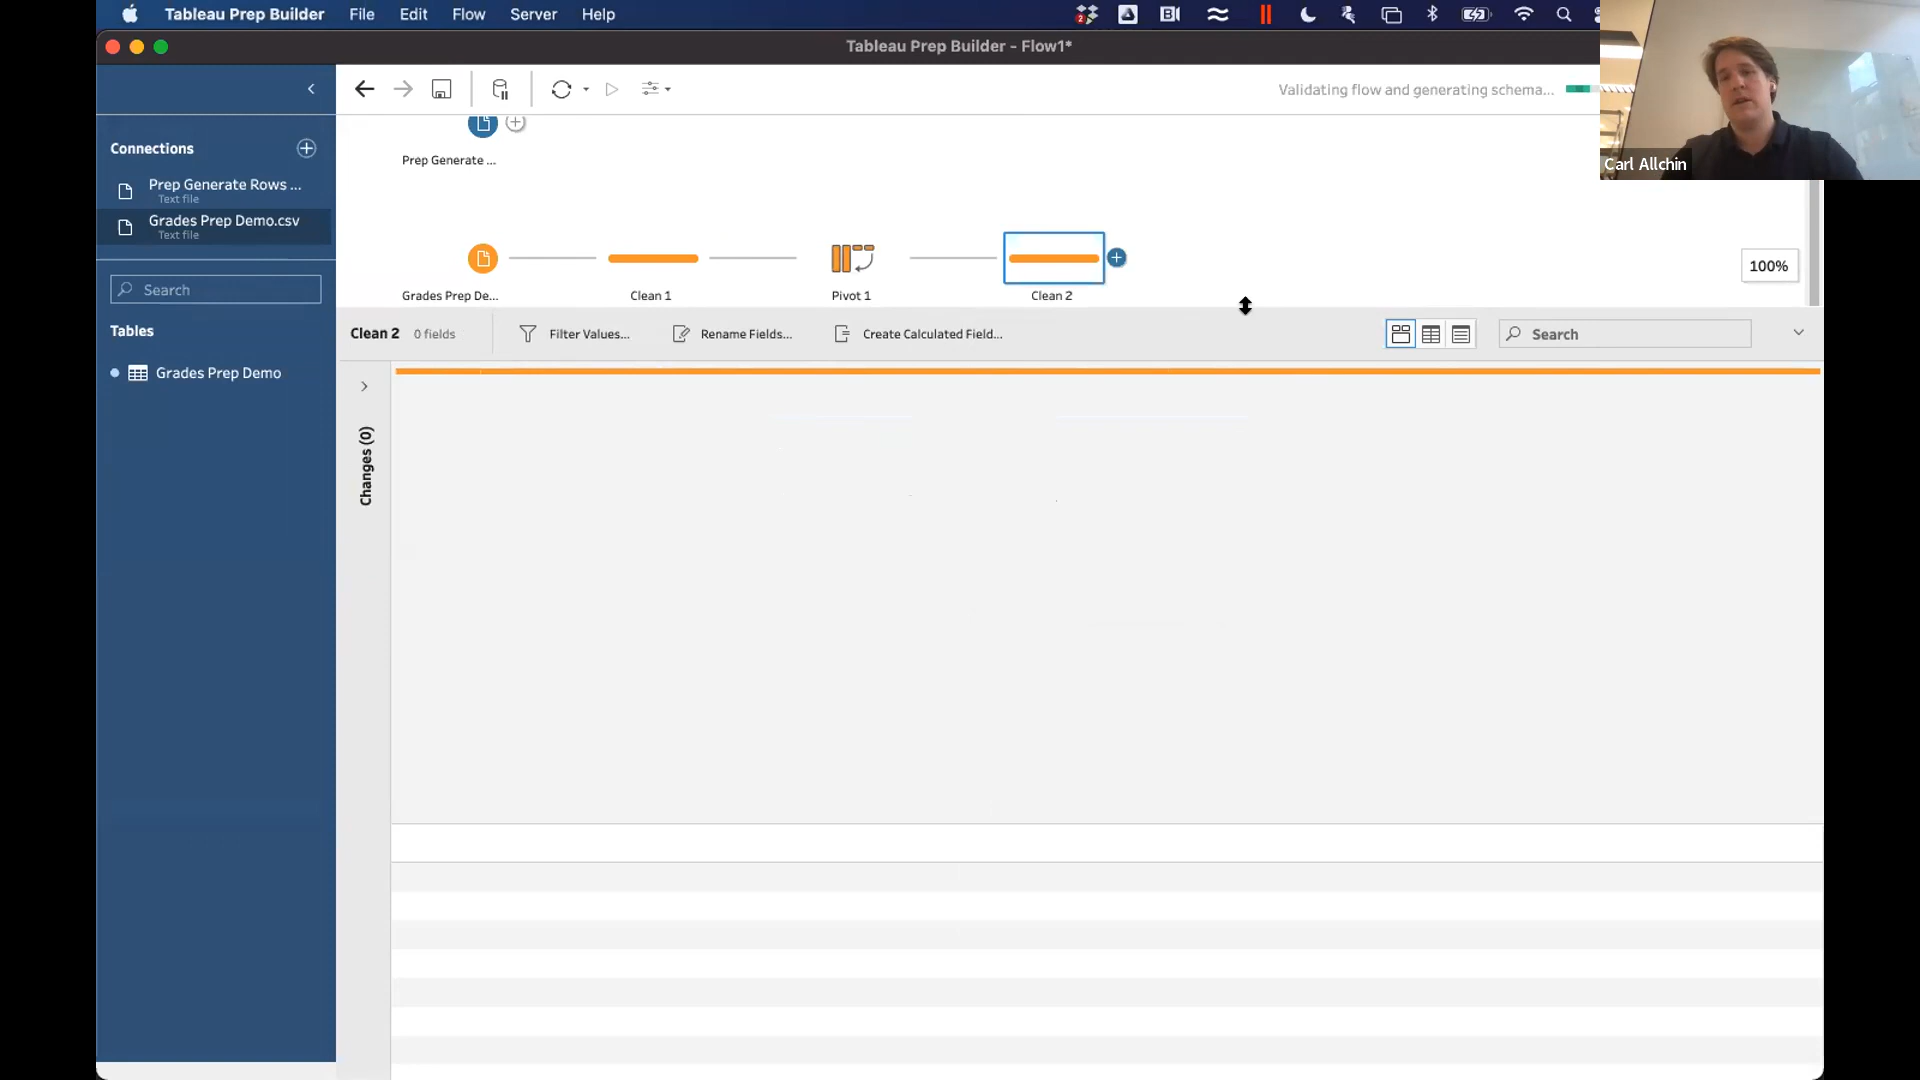 Tableau Prep Builder File Edit Flow Server Help
Tableau Prep Builder - Flow1*
Validating flow and generating schema...
Carl Allchin
Connections
Prep Generate Rows ...
Text file
Grades Prep Demo.csv
Text file
Search
Tables
Grades Prep Demo
Prep Generate ...
Grades Prep De...
Clean 1
Pivot 1
Clean 2
100%
Clean 2 0 fields Filter Values... Rename Fields... Create Calculated Field... Search
Changes (0)